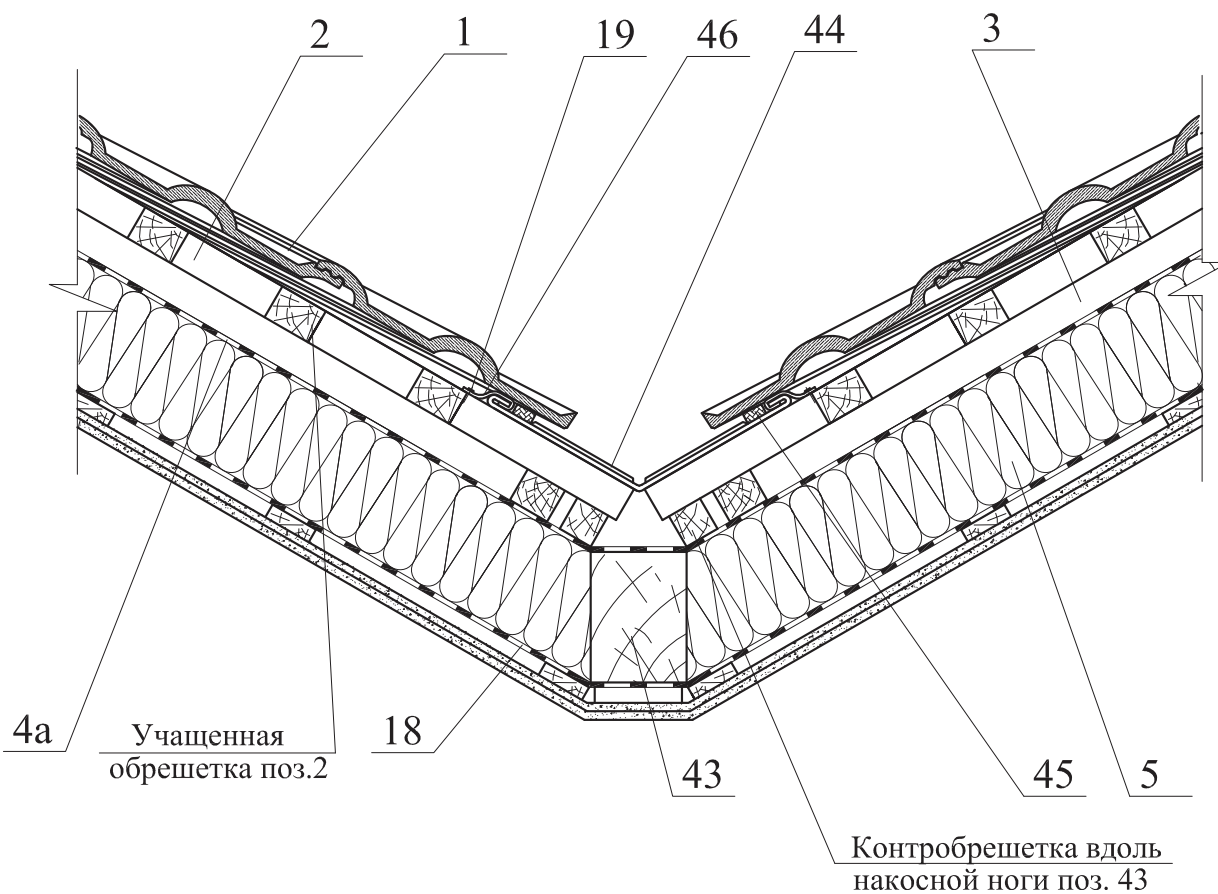 2
1
19
46
44
3
4а
Учащенная
обрешетка поз.2
18
43
45
5
Контробрешетка вдоль
накосной ноги поз. 43